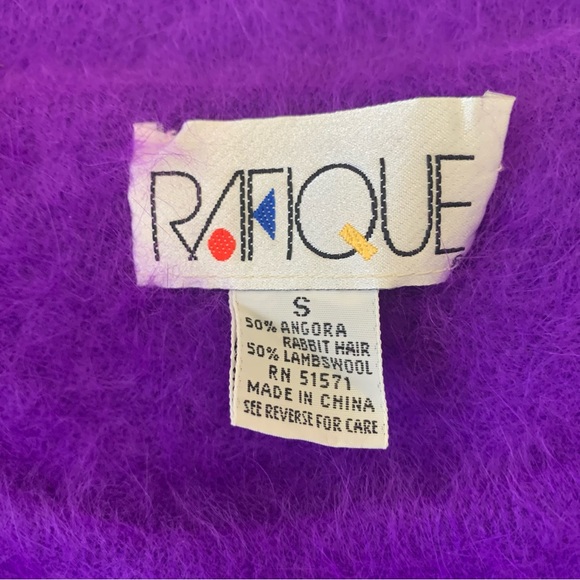 RAFIQUE
S
50% ANGORA
RABBIT HAIR
50% LAMBSWOOL
RN 51571
MADE IN CHINA
SEE REVERSE FOR CARE